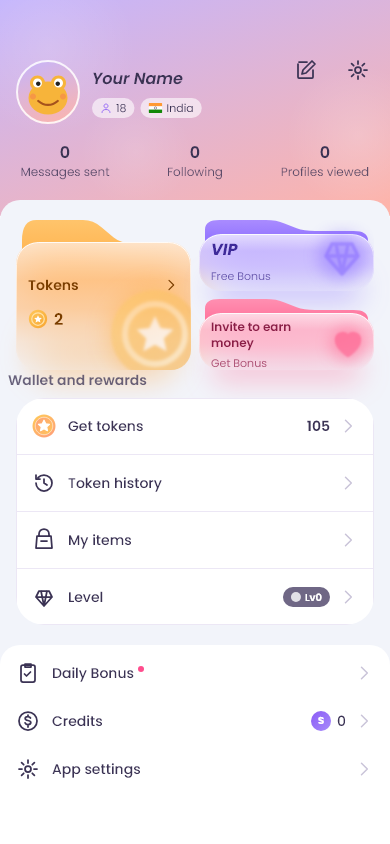 Your Name
18
India
0
Messages sent
0
Following
0
Profiles viewed
Tokens
2
VIP
Free Bonus
Invite to earn
money
Get Bonus
Wallet and rewards
Get tokens
105
Token history
My items
Level
Lv0
Daily Bonus
Credits
S 0
App settings